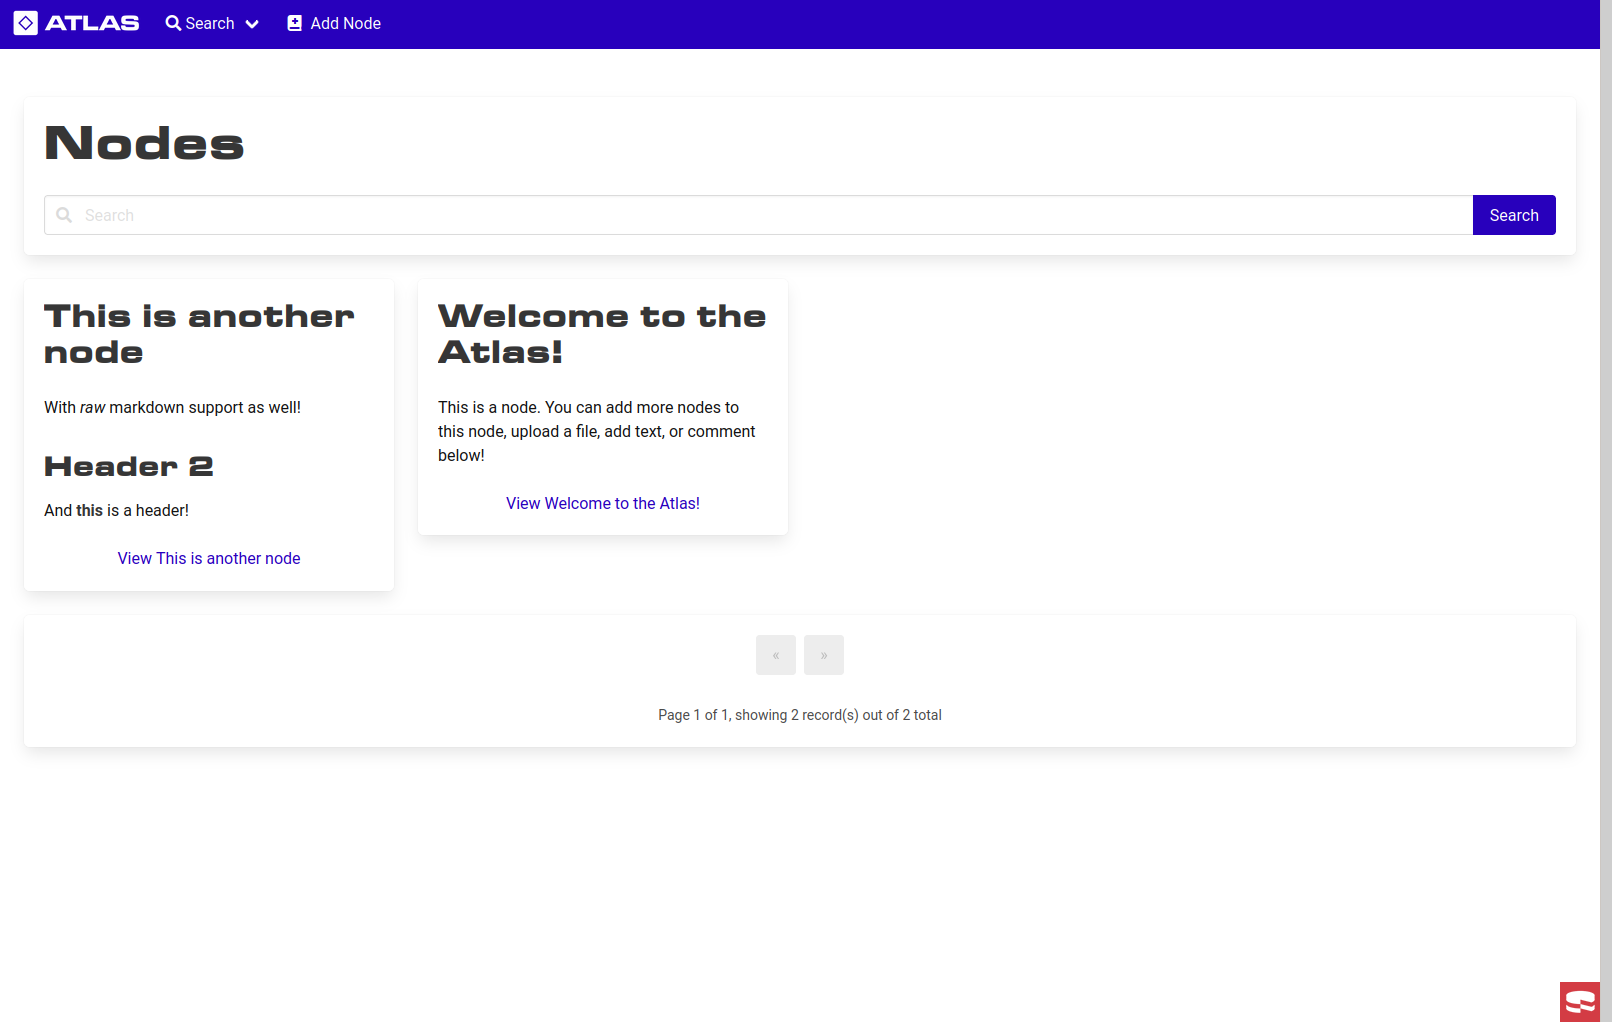 ATLAS Search Add Node
Nodes
Search Search
This is another
node
With raw markdown support as well!
Header 2
And this is a header!
View This is another node
Welcome to the
Atlas!
This is a node. You can add more nodes to
this node, upload a file, add text, or comment
below!
View Welcome to the Atlas!
« »
Page 1 of 1, showing 2 record(s) out of 2 total